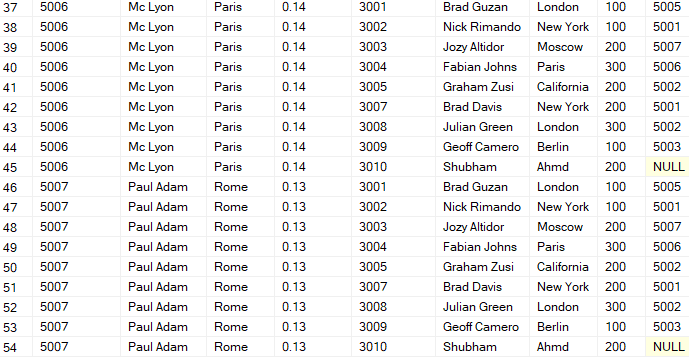 37 5006 Mc Lyon Paris 0.14 3001 Brad Guzan London 100 5005
38 5006 Mc Lyon Paris 0.14 3002 Nick Rimando New York 100 5001
39 5006 Mc Lyon Paris 0.14 3003 Jozy Altidor Moscow 200 5007
40 5006 Mc Lyon Paris 0.14 3004 Fabian Johns Paris 300 5006
41 5006 Mc Lyon Paris 0.14 3005 Graham Zusi California 200 5002
42 5006 Mc Lyon Paris 0.14 3007 Brad Davis New York 200 5001
43 5006 Mc Lyon Paris 0.14 3008 Julian Green London 300 5002
44 5006 Mc Lyon Paris 0.14 3009 Geoff Camero Berlin 100 5003
45 5006 Mc Lyon Paris 0.14 3010 Shubham Ahmd 200 NULL
46 5007 Paul Adam Rome 0.13 3001 Brad Guzan London 100 5005
47 5007 Paul Adam Rome 0.13 3002 Nick Rimando New York 100 5001
48 5007 Paul Adam Rome 0.13 3003 Jozy Altidor Moscow 200 5007
49 5007 Paul Adam Rome 0.13 3004 Fabian Johns Paris 300 5006
50 5007 Paul Adam Rome 0.13 3005 Graham Zusi California 200 5002
51 5007 Paul Adam Rome 0.13 3007 Brad Davis New York 200 5001
52 5007 Paul Adam Rome 0.13 3008 Julian Green London 300 5002
53 5007 Paul Adam Rome 0.13 3009 Geoff Camero Berlin 100 5003
54 5007 Paul Adam Rome 0.13 3010 Shubham Ahmd 200 NULL